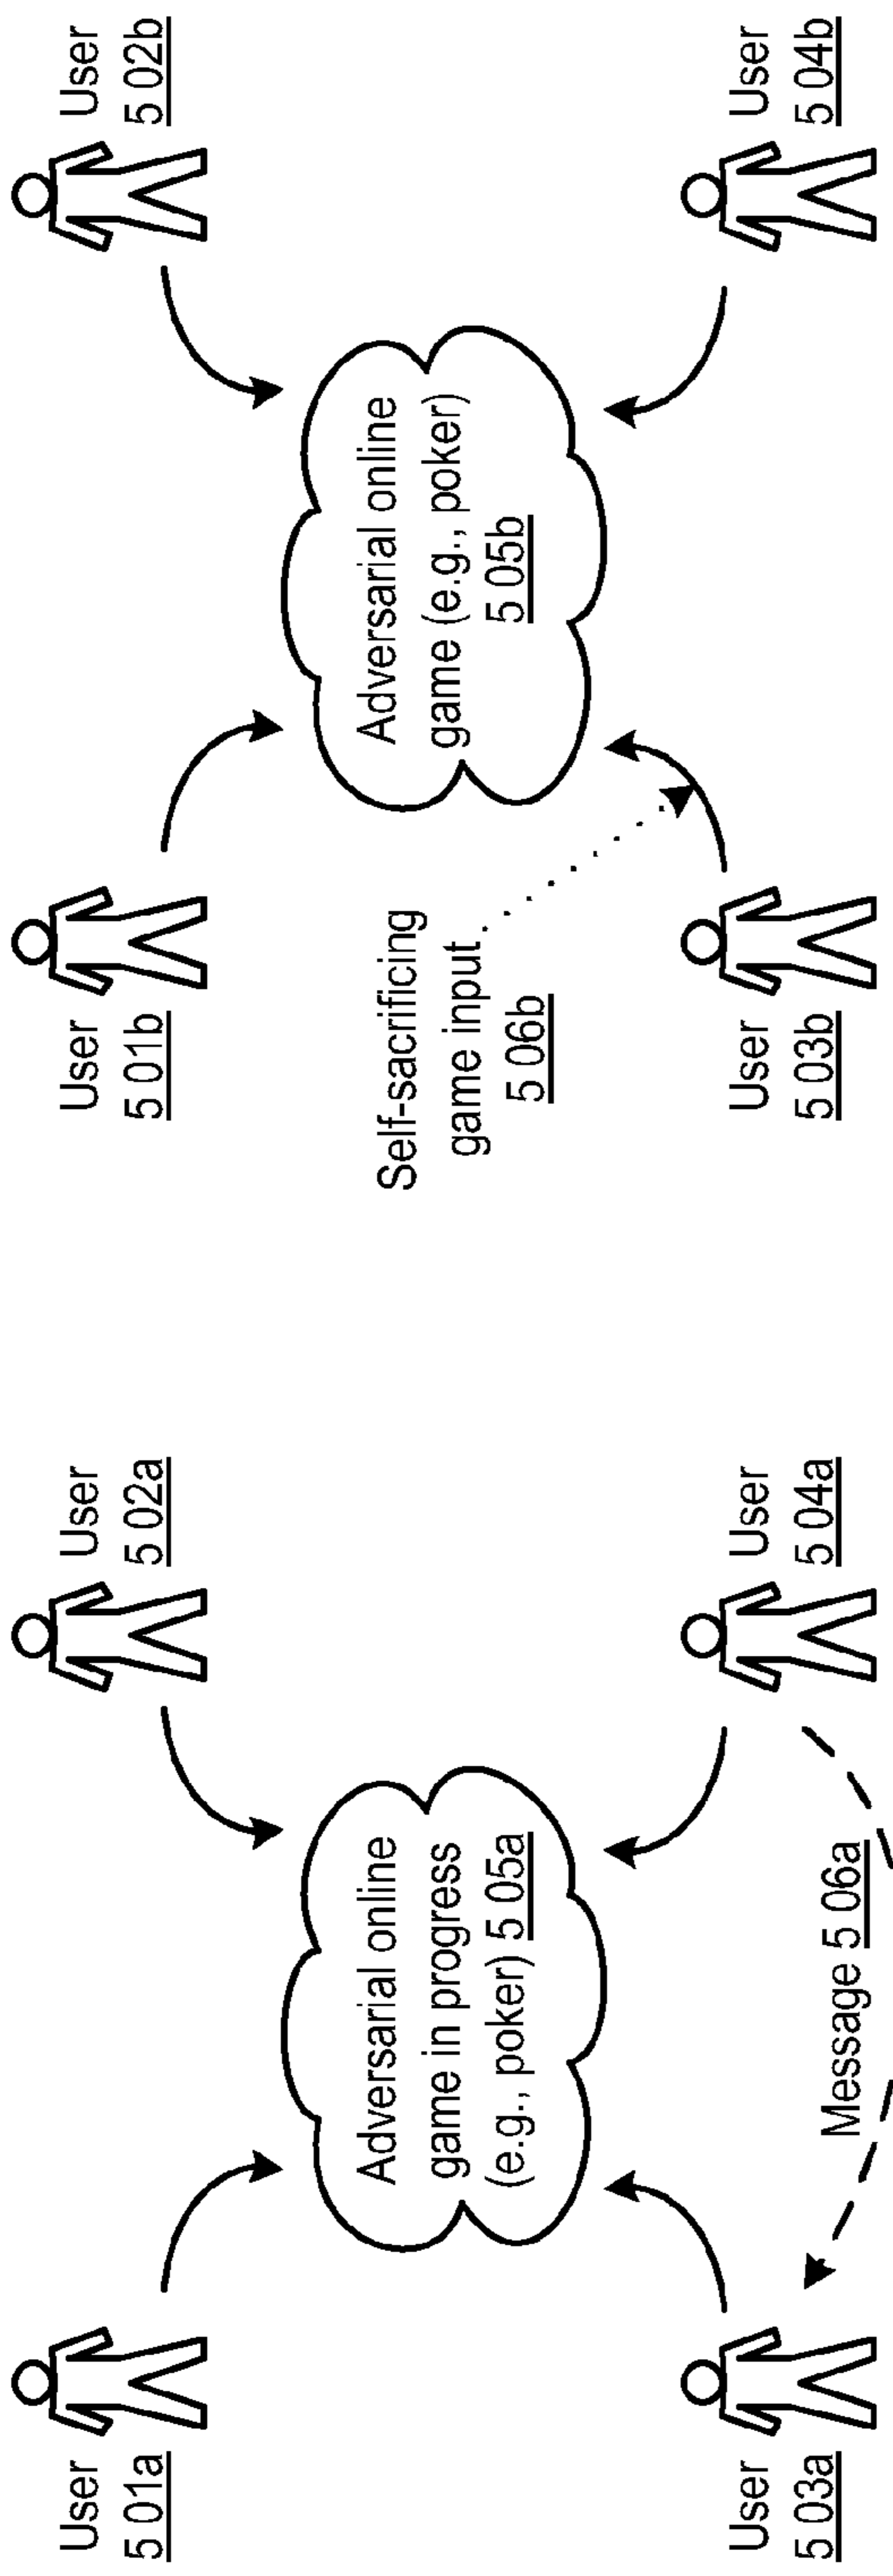 User
5 01a
User
5 02a
Adversarial online
game in progress
(e.g., poker) 5 05a
User
5 03a
User
5 04a
Message 5 06a
User
5 01b
User
5 02b
Adversarial online
game (e.g., poker)
5 05b
Self-sacrificing
game input
5 06b
User
5 03b
User
5 04b